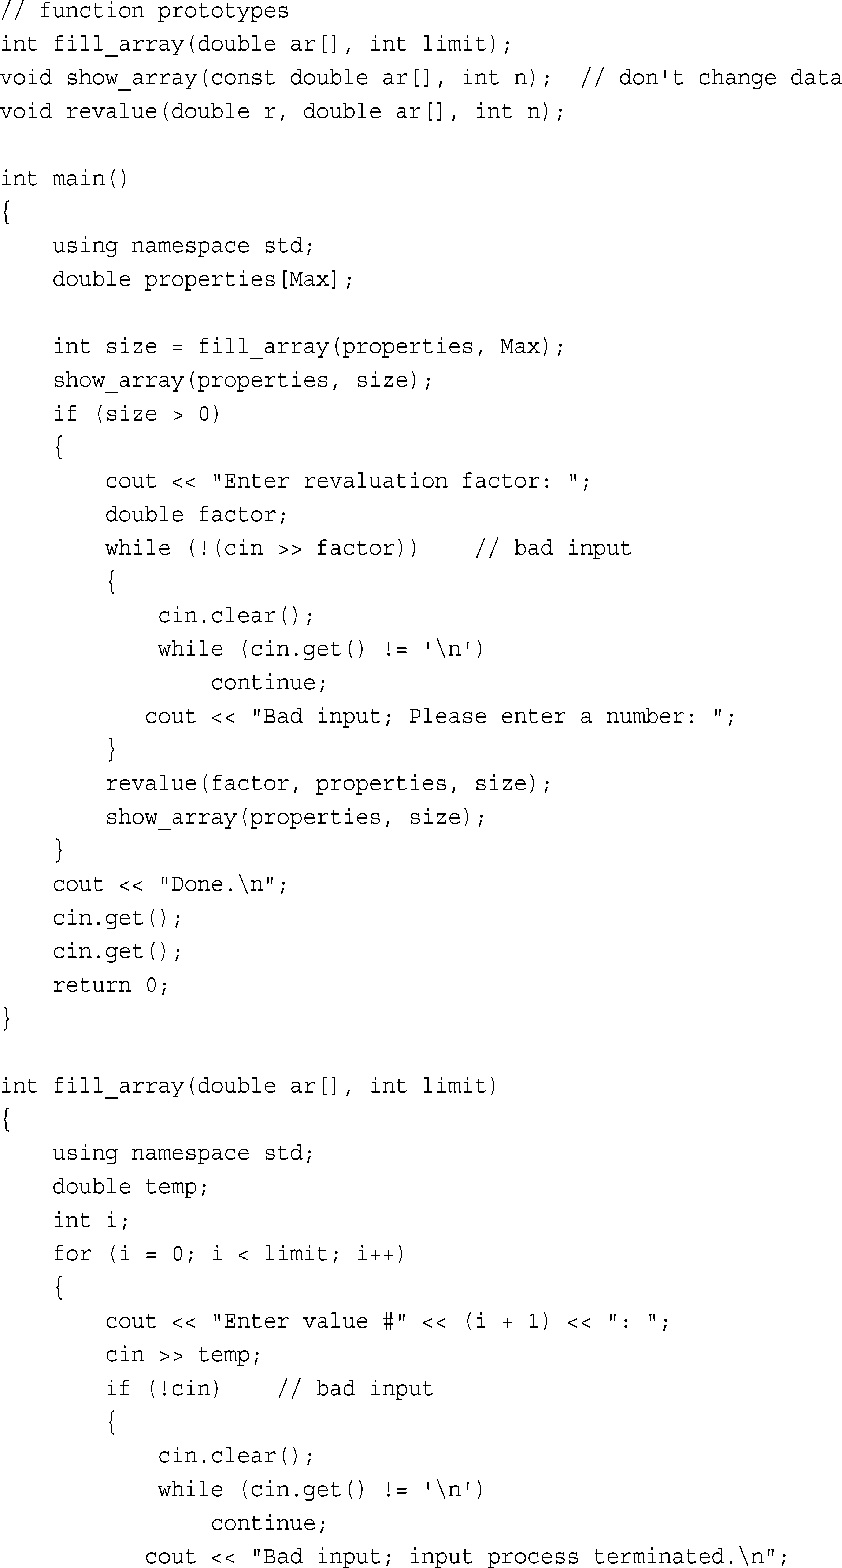 // function prototypes
int fill_array(double ar[], int limit);
void show_array(const double ar[], int n);  // don't change data
void revalue(double r, double ar[], int n);

int main()
{
    using namespace std;
    double properties[Max];

    int size = fill_array(properties, Max);
    show_array(properties, size);
    if (size > 0)
    {
        cout << "Enter revaluation factor: ";
        double factor;
        while (!(cin >> factor))    // bad input
        {
            cin.clear();
            while (cin.get() != '\n')
                continue;
           cout << "Bad input; Please enter a number: ";
        }
        revalue(factor, properties, size);
        show_array(properties, size);
    }
    cout << "Done.\n";
    cin.get();
    cin.get();
    return 0;
}

int fill_array(double ar[], int limit)
{
    using namespace std;
    double temp;
    int i;
    for (i = 0; i < limit; i++)
    {
        cout << "Enter value #" << (i + 1) << ": ";
        cin >> temp;
        if (!cin)    // bad input
        {
            cin.clear();
            while (cin.get() != '\n')
                continue;
           cout << "Bad input; input process terminated.\n";